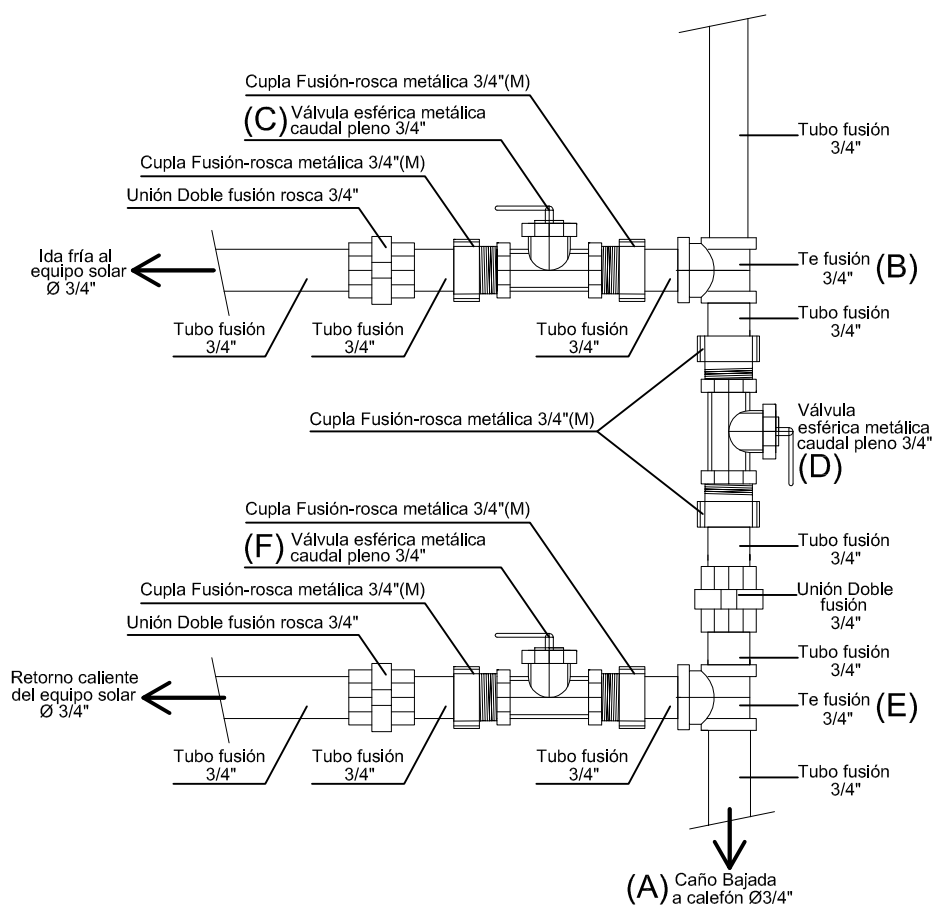 Cupla Fusión-rosca metálica 3/4"(M)
(C) Válvula esférica metálica
caudal pleno 3/4"
Cupla Fusión-rosca metálica 3/4"(M)
Unión Doble fusión rosca 3/4"
Tubo fusión
3/4"
Ida fría al
equipo solar
Ø 3/4"
Te fusión (B)
3/4"
Tubo fusión
3/4"
Tubo fusión
3/4"
Tubo fusión
3/4"
Tubo fusión
3/4"
Cupla Fusión-rosca metálica 3/4"(M)
Válvula
esférica metálica
caudal pleno 3/4"
(D)
Cupla Fusión-rosca metálica 3/4"(M)
(F) Válvula esférica metálica
caudal pleno 3/4"
Cupla Fusión-rosca metálica 3/4"(M)
Unión Doble fusión rosca 3/4"
Tubo fusión
3/4"
Unión Doble
fusión
3/4"
Tubo fusión
3/4"
Retorno caliente
del equipo solar
Ø 3/4"
Te fusión (E)
3/4"
Tubo fusión
3/4"
Tubo fusión
3/4"
Tubo fusión
3/4"
Tubo fusión
3/4"
(A) Caño Bajada
a calefón Ø3/4"